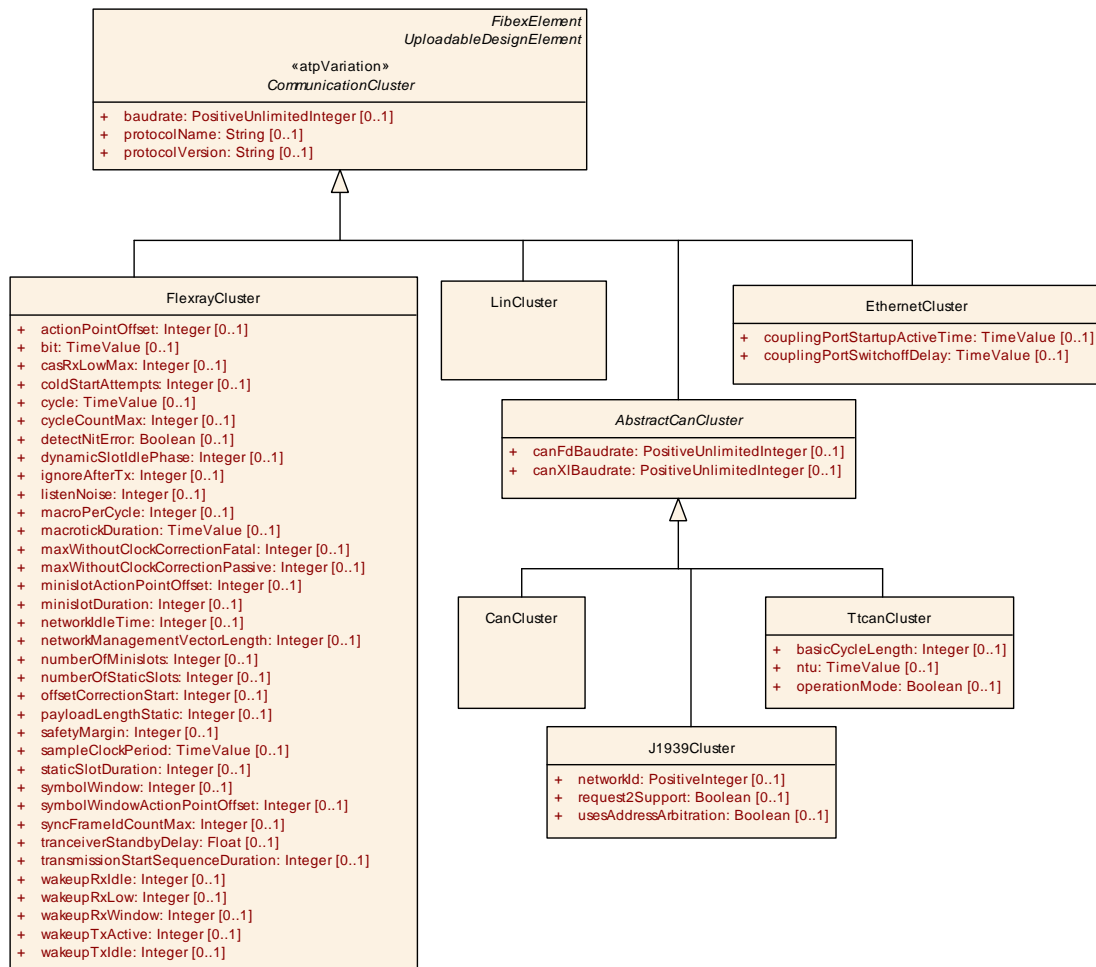 FibexElement
UploadableDesignElement
«atpVariation»
CommunicationCluster
+ baudrate: PositiveUnlimitedInteger [0..1]
+ protocolName: String [0..1]
+ protocolVersion: String [0..1]
FlexrayCluster
+ actionPointOffset: Integer [0..1]
+ bit: TimeValue [0..1]
+ casRxLowMax: Integer [0..1]
+ coldStartAttempts: Integer [0..1]
+ cycle: TimeValue [0..1]
+ cycleCountMax: Integer [0..1]
+ detectNitError: Boolean [0..1]
+ dynamicSlotIdlePhase: Integer [0..1]
+ ignoreAfterTx: Integer [0..1]
+ listenNoise: Integer [0..1]
+ macroPerCycle: Integer [0..1]
+ macrotickDuration: TimeValue [0..1]
+ maxWithoutClockCorrectionFatal: Integer [0..1]
+ maxWithoutClockCorrectionPassive: Integer [0..1]
+ minislotActionPointOffset: Integer [0..1]
+ minislotDuration: Integer [0..1]
+ networkIdleTime: Integer [0..1]
+ networkManagementVectorLength: Integer [0..1]
+ numberOfMinislots: Integer [0..1]
+ numberOfStaticSlots: Integer [0..1]
+ offsetCorrectionStart: Integer [0..1]
+ payloadLengthStatic: Integer [0..1]
+ safetyMargin: Integer [0..1]
+ sampleClockPeriod: TimeValue [0..1]
+ staticSlotDuration: Integer [0..1]
+ symbolWindow: Integer [0..1]
+ symbolWindowActionPointOffset: Integer [0..1]
+ syncFrameIdCountMax: Integer [0..1]
+ tranceiverStandbyDelay: Float [0..1]
+ transmissionStartSequenceDuration: Integer [0..1]
+ wakeupRxIdle: Integer [0..1]
+ wakeupRxLow: Integer [0..1]
+ wakeupRxWindow: Integer [0..1]
+ wakeupTxActive: Integer [0..1]
+ wakeupTxIdle: Integer [0..1]
LinCluster
EthernetCluster
+ couplingPortStartupActiveTime: TimeValue [0..1]
+ couplingPortSwitchoffDelay: TimeValue [0..1]
AbstractCanCluster
+ canFdBaudrate: PositiveUnlimitedInteger [0..1]
+ canXlBaudrate: PositiveUnlimitedInteger [0..1]
CanCluster
TtcanCluster
+ basicCycleLength: Integer [0..1]
+ ntu: TimeValue [0..1]
+ operationMode: Boolean [0..1]
J1939Cluster
+ networkId: PositiveInteger [0..1]
+ request2Support: Boolean [0..1]
+ usesAddressArbitration: Boolean [0..1]